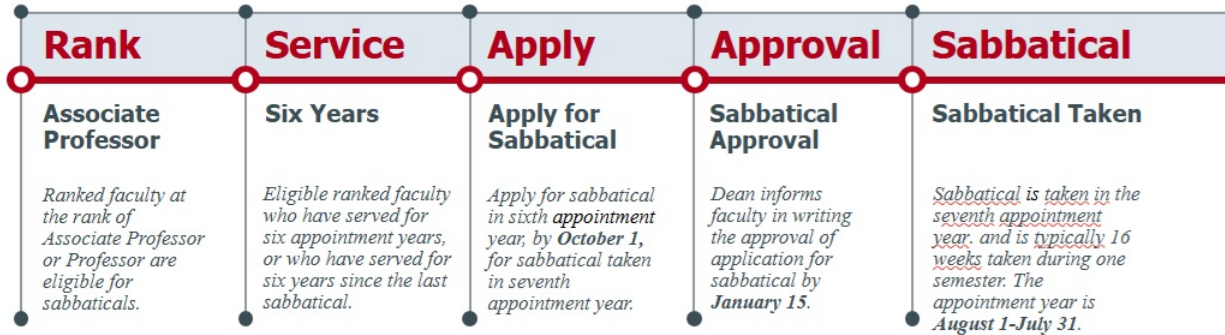 Rank
Service
Apply
Approval
Sabbatical
Associate
Professor
Ranked faculty at
the rank of
Associate Professor
or Professor are
eligible for
sabbaticals.
Six Years
Eligible ranked faculty
who have served for
six appointment years,
or who have served for
six years since the last
sabbatical.
Apply for
Sabbatical
Apply for sabbatical
in sixth appointment
year, by October 1,
for sabbatical taken
in seventh
appointment year.
Sabbatical
Approval
Dean informs
faculty in writing
the approval of
application for
sabbatical by
January 15.
Sabbatical Taken
Sabbatical is taken in the
seventh appointment
year. and is typically 16
weeks taken during one
semester. The
appointment year is
August 1-July 31.